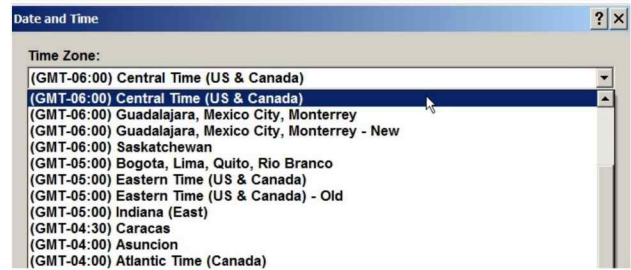 Date and Time
Time Zone:
(GMT-06:00) Central Time (US & Canada)
(GMT-06:00) Central Time (US & Canada)
(GMT-06:00) Guadalajara, Mexico City, Monterrey
(GMT-06:00) Guadalajara, Mexico City, Monterrey - New
(GMT-06:00) Saskatchewan
(GMT-05:00) Bogota, Lima, Quito, Rio Branco
(GMT-05:00) Eastern Time (US & Canada)
(GMT-05:00) Eastern Time (US & Canada) - Old
(GMT-05:00) Indiana (East)
(GMT-04:30) Caracas
(GMT-04:00) Asuncion
(GMT-04:00) Atlantic Time (Canada)